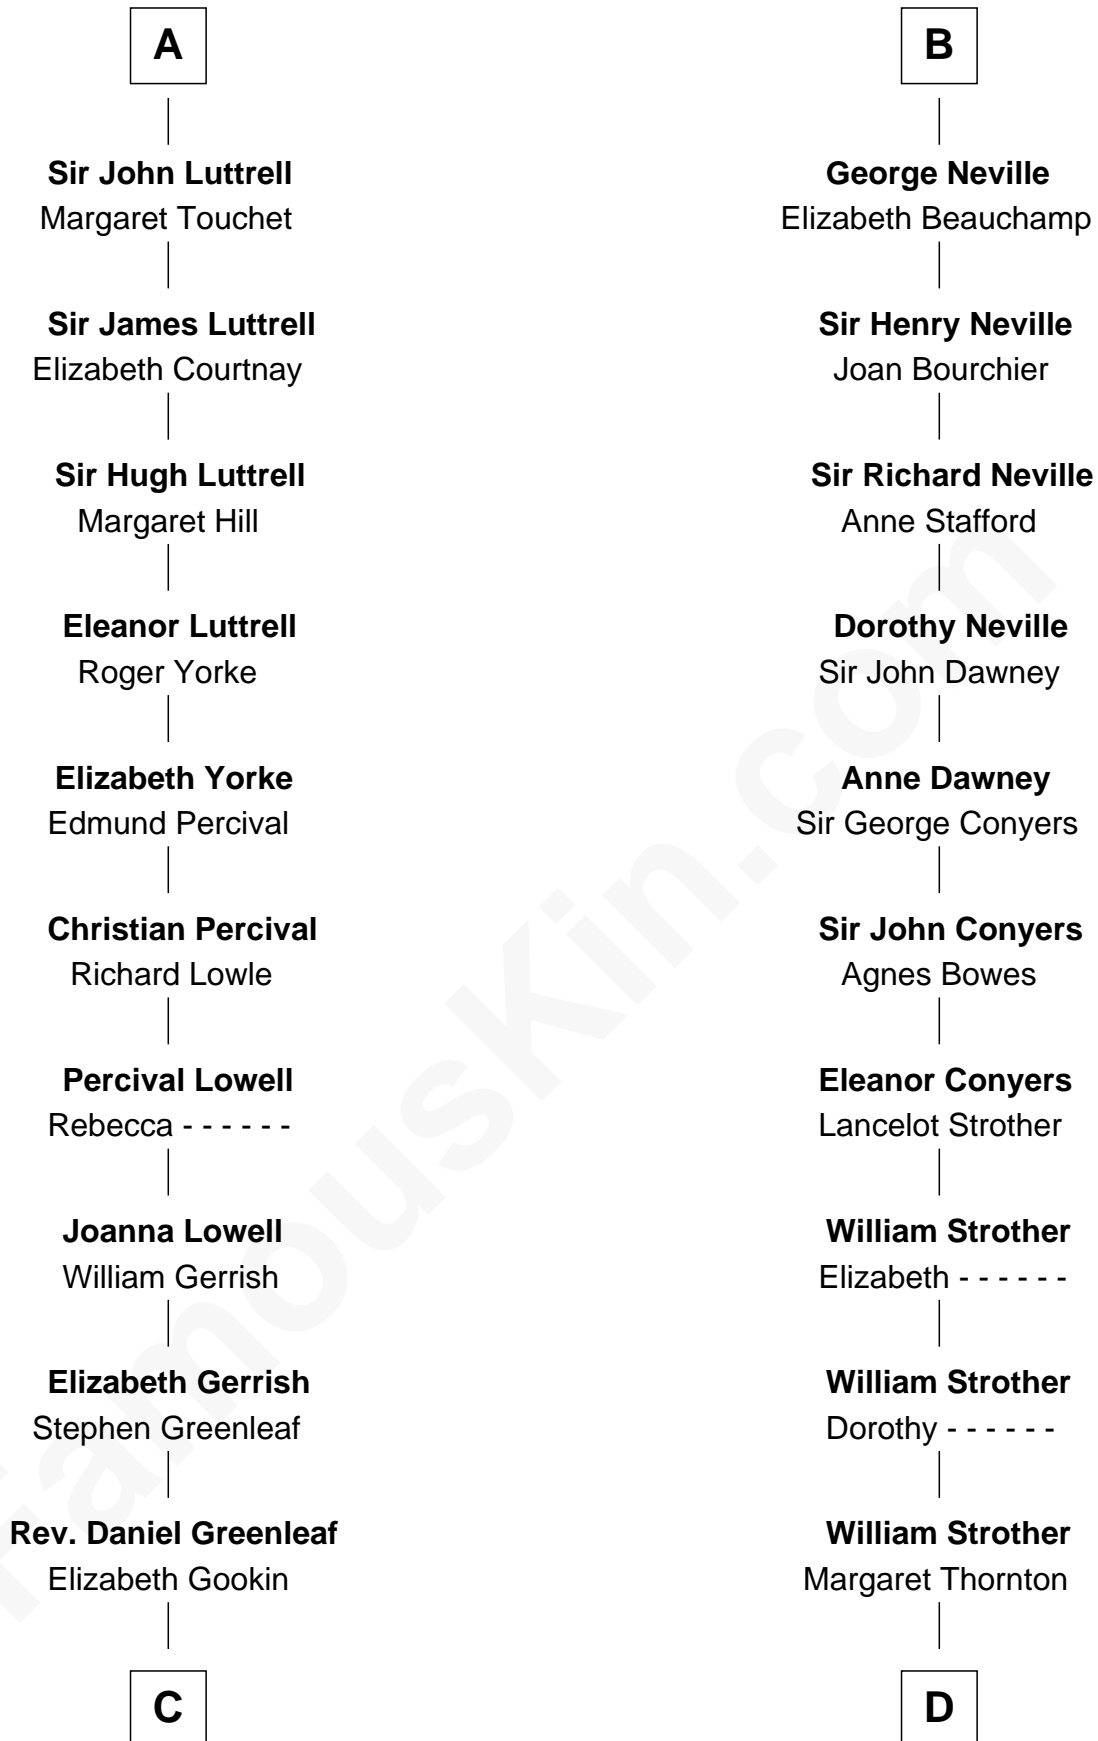 A
Sir John Luttrell
Margaret Touchet
Sir James Luttrell
Elizabeth Courtnay
Sir Hugh Luttrell
Margaret Hill
Eleanor Luttrell
Roger Yorke
Elizabeth Yorke
Edmund Percival
Christian Percival
Richard Lowle
Percival Lowell
Rebecca - - - - - -
Joanna Lowell
William Gerrish
Elizabeth Gerrish
Stephen Greenleaf
Rev. Daniel Greenleaf
Elizabeth Gookin
C
B
George Neville
Elizabeth Beauchamp
Sir Henry Neville
Joan Bourchier
Sir Richard Neville
Anne Stafford
Dorothy Neville
Sir John Dawney
Anne Dawney
Sir George Conyers
Sir John Conyers
Agnes Bowes
Eleanor Conyers
Lancelot Strother
William Strother
Elizabeth - - - - - -
William Strother
Dorothy - - - - - -
William Strother
Margaret Thornton
D
FamousKin.com